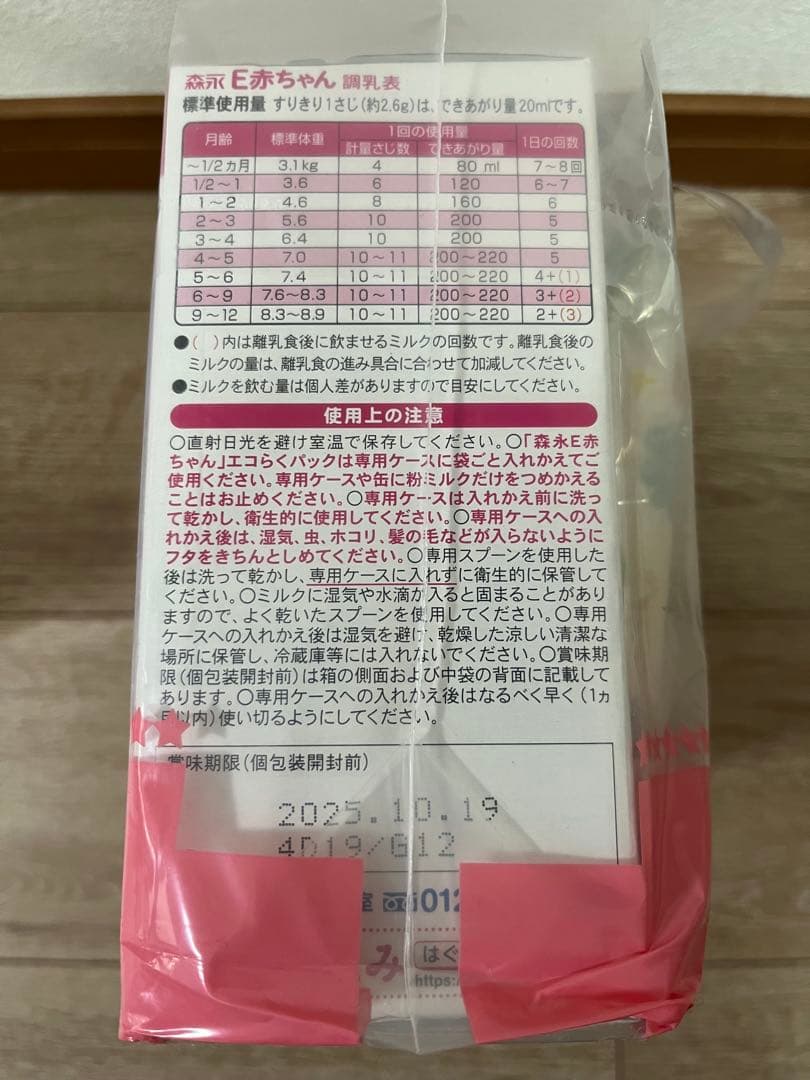 森永 E赤ちゃん 調乳表
標準使用量 すりきり1さじ(約2.6g)は、できあがり量20mlです。
月齢 標準体重 1回の使用量 1日の回数
計量さじ数 できあがり量
～1/2カ月 3.1kg 4 80 ml 7～8回
1/2～1 3.6 6 120 6～7
1～2 4.6 8 160 6
2～3 5.6 10 200 5
3～4 6.4 10 200 5
4～5 7.0 10～11 200～220 5
5～6 7.4 10～11 200～220 4+(1)
6～9 7.6～8.3 10～11 200～220 3+(2)
9～12 8.3～8.9 10～11 200～220 2+(3)
●( )内は離乳食後に飲ませるミルクの回数です。離乳食後の
ミルクの量は、離乳食の進み具合に合わせて加減してください。
●ミルクを飲む量は個人差がありますので目安にしてください。
使用上の注意
○直射日光を避け室温で保存してください。○「森永E赤
ちゃん」エコらくパックは専用ケースに袋ごと入れかえてご
使用ください。専用ケースや缶に粉ミルクだけをつめかえる
ことはお止めください。○専用ケースは入れかえ前に洗っ
て乾かし、衛生的に使用してください。○専用ケースへの入
れかえ後は、湿気、虫、ホコリ、髪の毛などが入らないように
フタをきちんとしめてください。○専用スプーンを使用した
後は洗って乾かし、専用ケースに入れずに衛生的に保管して
ください。○ミルクに湿気や水滴が入ると固まることがあり
ますので、よく乾いたスプーンを使用してください。○専用
ケースへの入れかえ後は湿気を避け、乾燥した涼しい清潔な
場所に保管し、冷蔵庫等には入れないでください。○賞味期
限(個包装開封前)は箱の側面および中袋の背面に記載して
あります。○専用ケースへの入れかえ後はなるべく早く(1カ
月以内)使い切るようにしてください。
賞味期限(個包装開封前)
2025.10.19
4D19/G12
室 012
み はぐ
https:/